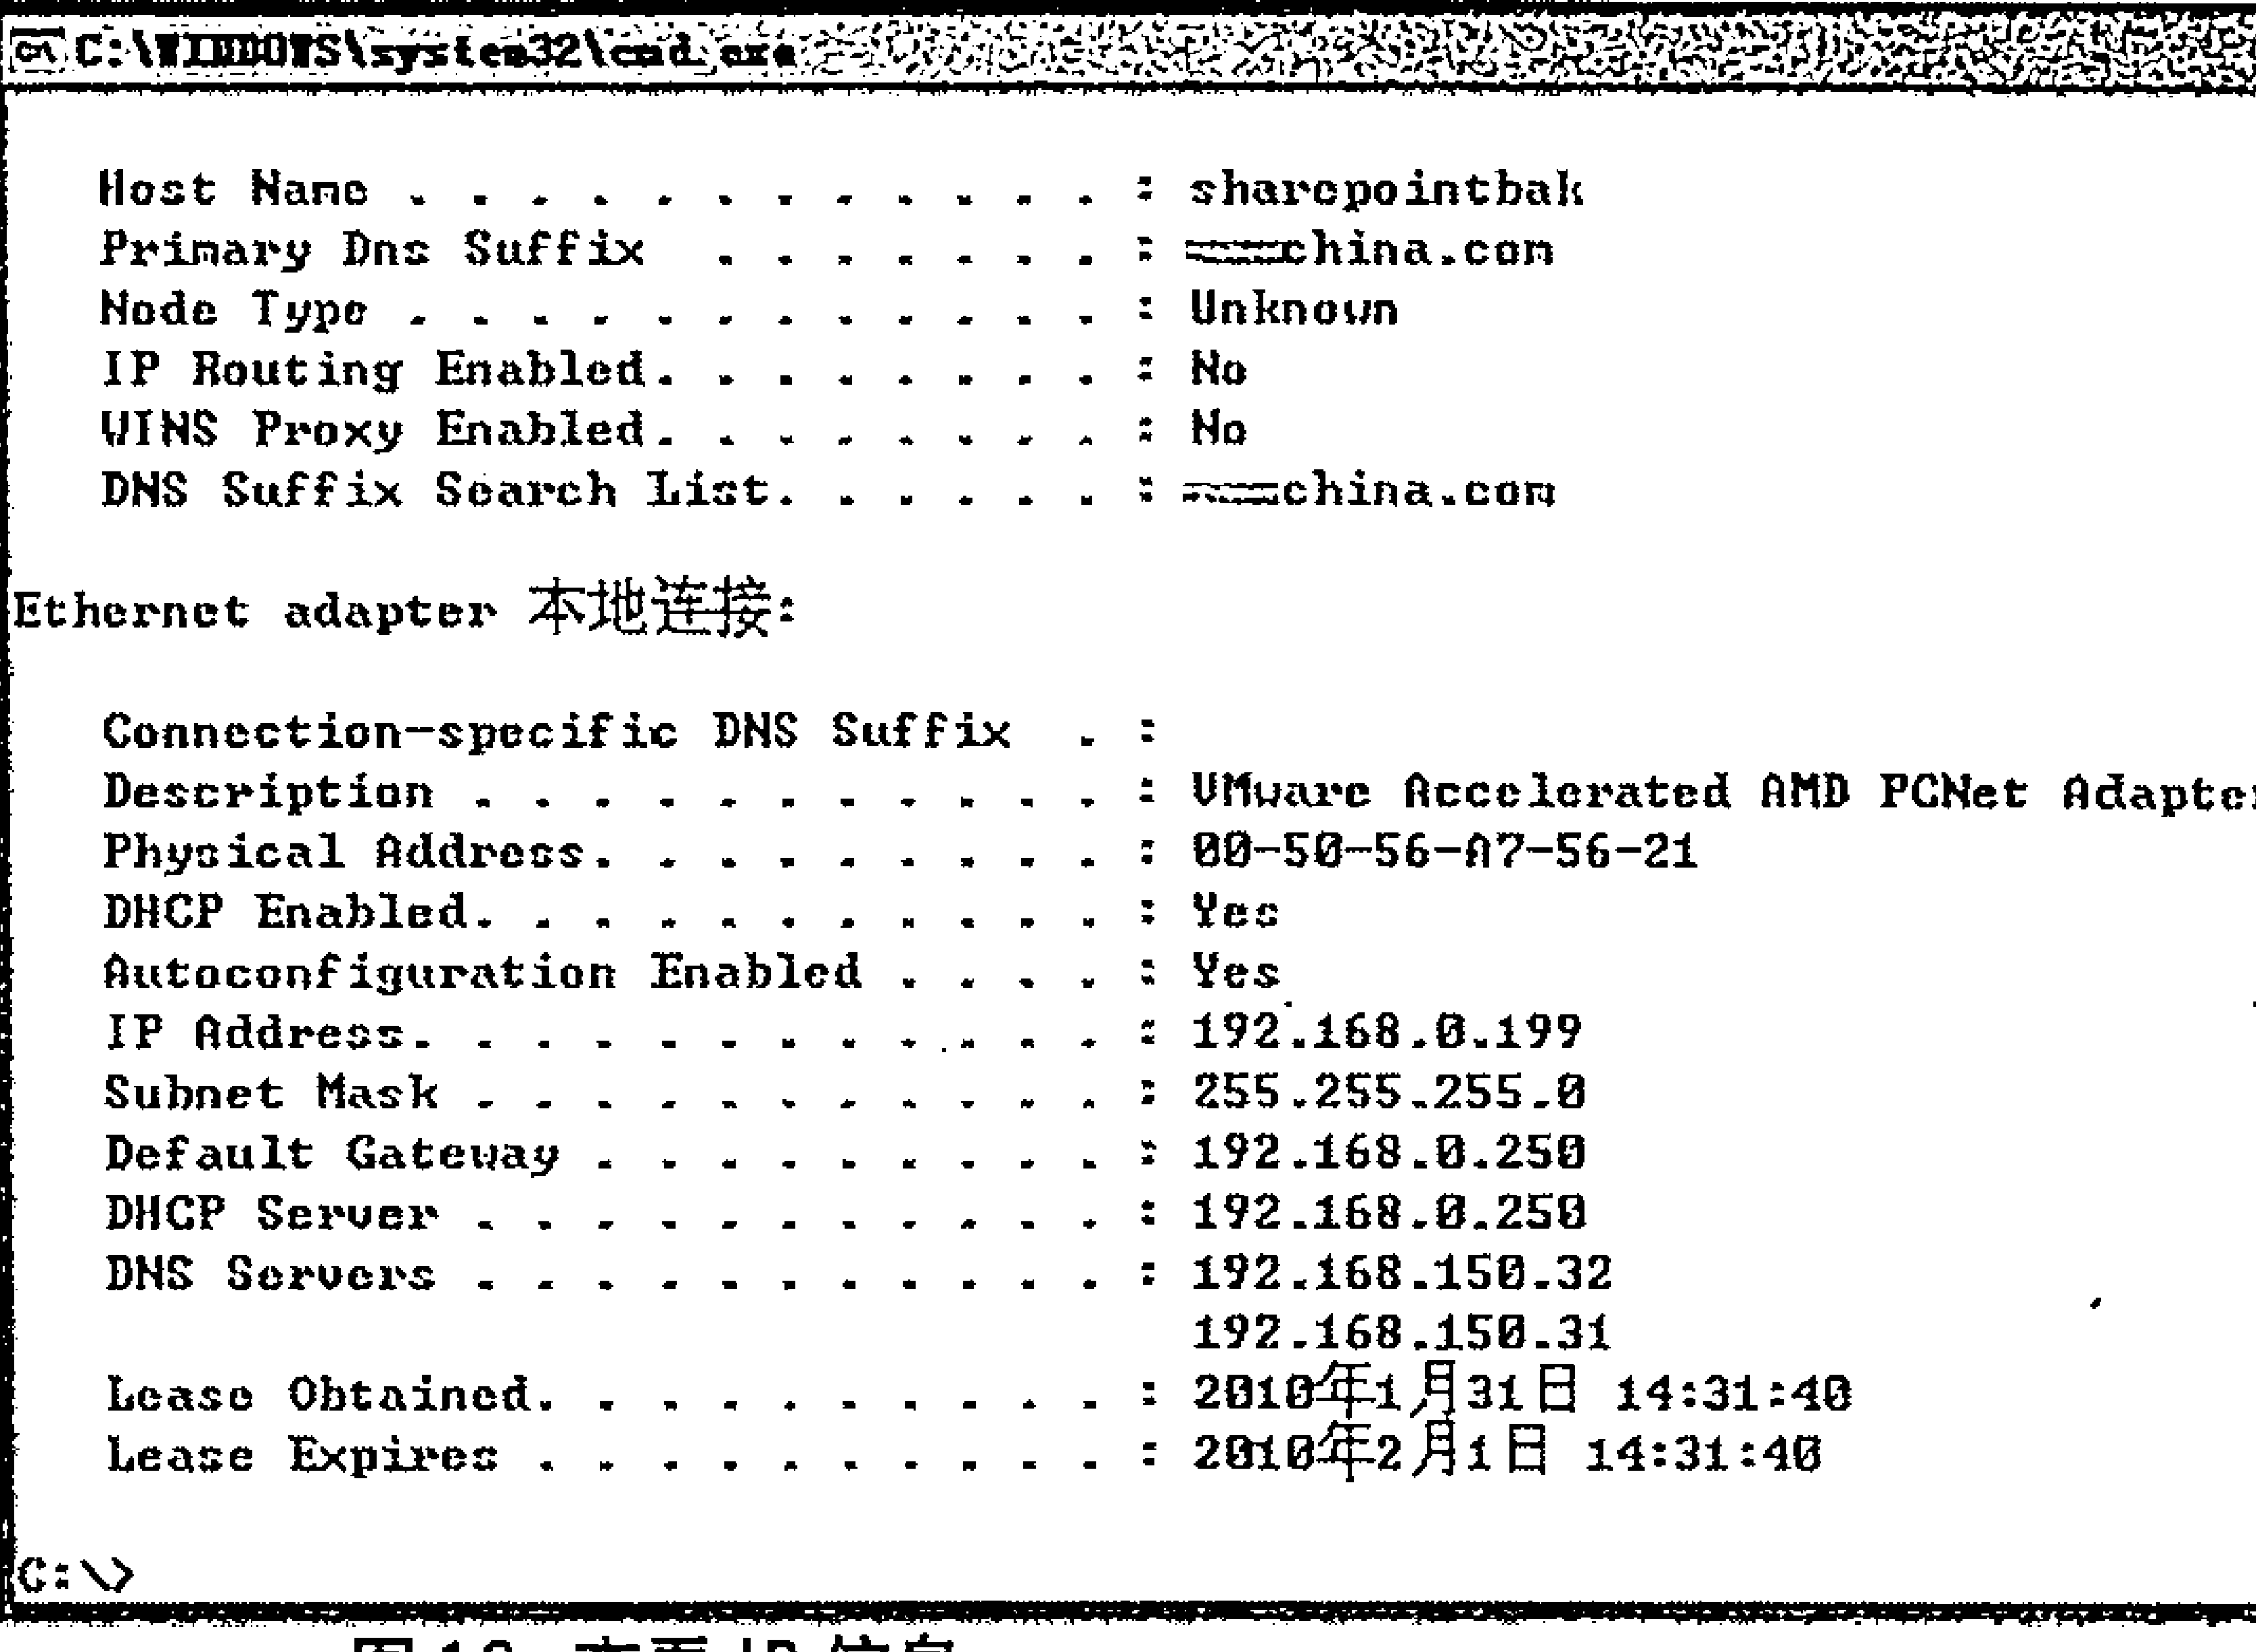 C:\WINDOWS\system32\cmd.exe
Host Name . . . . . . . . . . . . : sharepointbak
Primary Dns Suffix  . . . . . . . : china.com
Node Type . . . . . . . . . . . . : Unknown
IP Routing Enabled. . . . . . . . : No
WINS Proxy Enabled. . . . . . . . : No
DNS Suffix Search List. . . . . . : china.com
Ethernet adapter 本地连接:
Connection-specific DNS Suffix  . :
Description . . . . . . . . . . . : VMware Accelerated AMD PCNet Adapter
Physical Address. . . . . . . . . : 00-50-56-A7-56-21
DHCP Enabled. . . . . . . . . . . : Yes
Autoconfiguration Enabled . . . . : Yes
IP Address. . . . . . . . . . . . : 192.168.0.199
Subnet Mask . . . . . . . . . . . : 255.255.255.0
Default Gateway . . . . . . . . . : 192.168.0.250
DHCP Server . . . . . . . . . . . : 192.168.0.250
DNS Servers . . . . . . . . . . . : 192.168.150.32
192.168.150.31
Lease Obtained. . . . . . . . . . : 2010年1月31日 14:31:40
Lease Expires . . . . . . . . . . : 2010年2月1日 14:31:40
C:\>